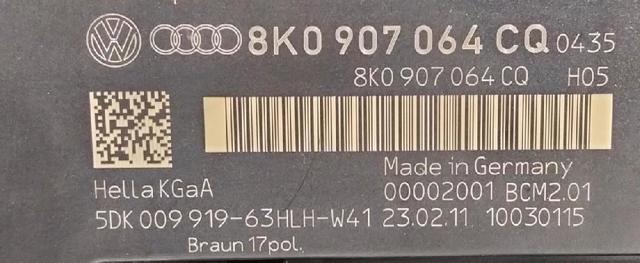 8K0 907 064 CQ 0435
8K0 907 064 CQ H05
Made in Germany
Hella KGaA 00002001 BCM2.01
5DK 009 919-63HLH-W41 23.02.11 10030115
Braun 17pol.